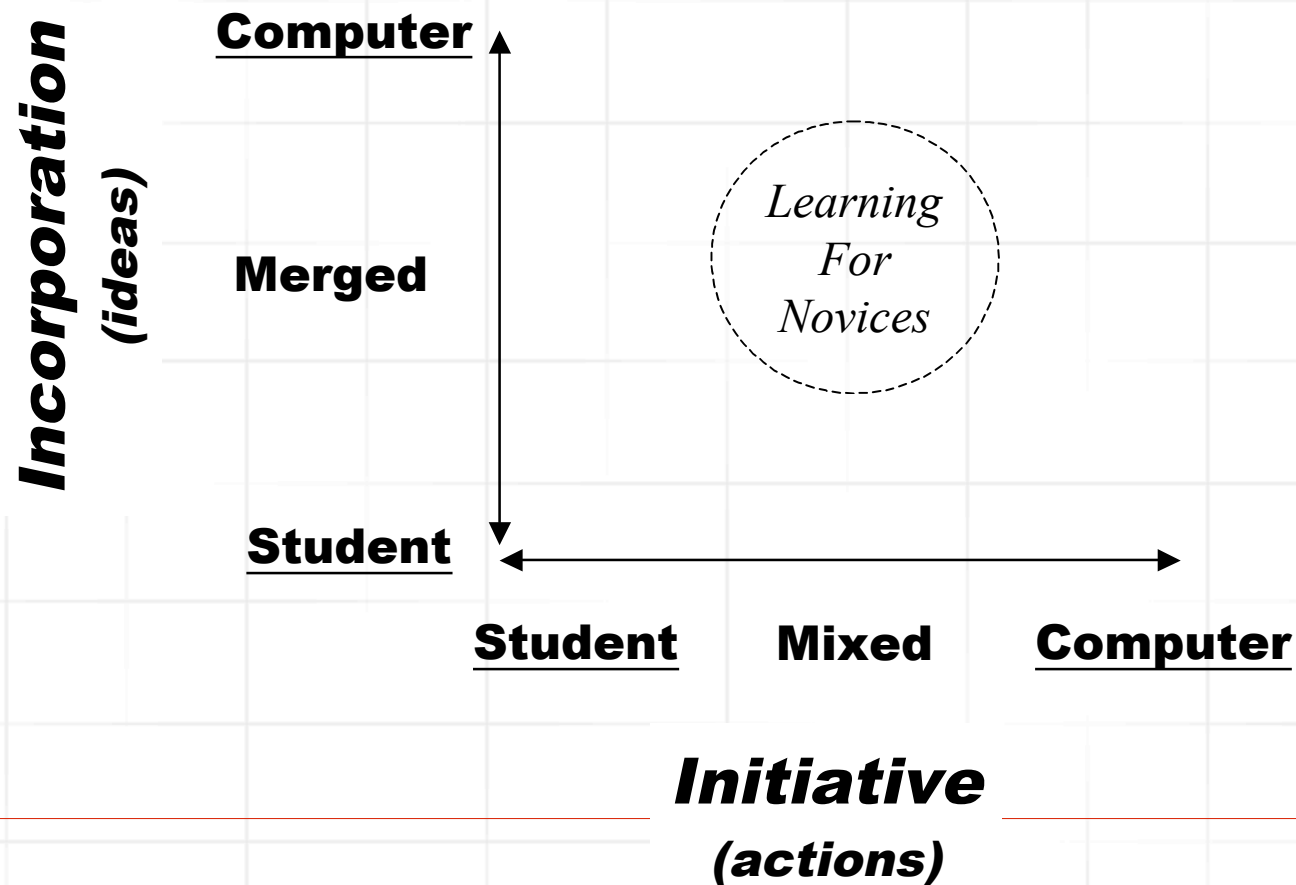 Incorporation
(ideas)
Computer
Merged
Student
Learning
For
Novices
Student Mixed Computer
Initiative
(actions)